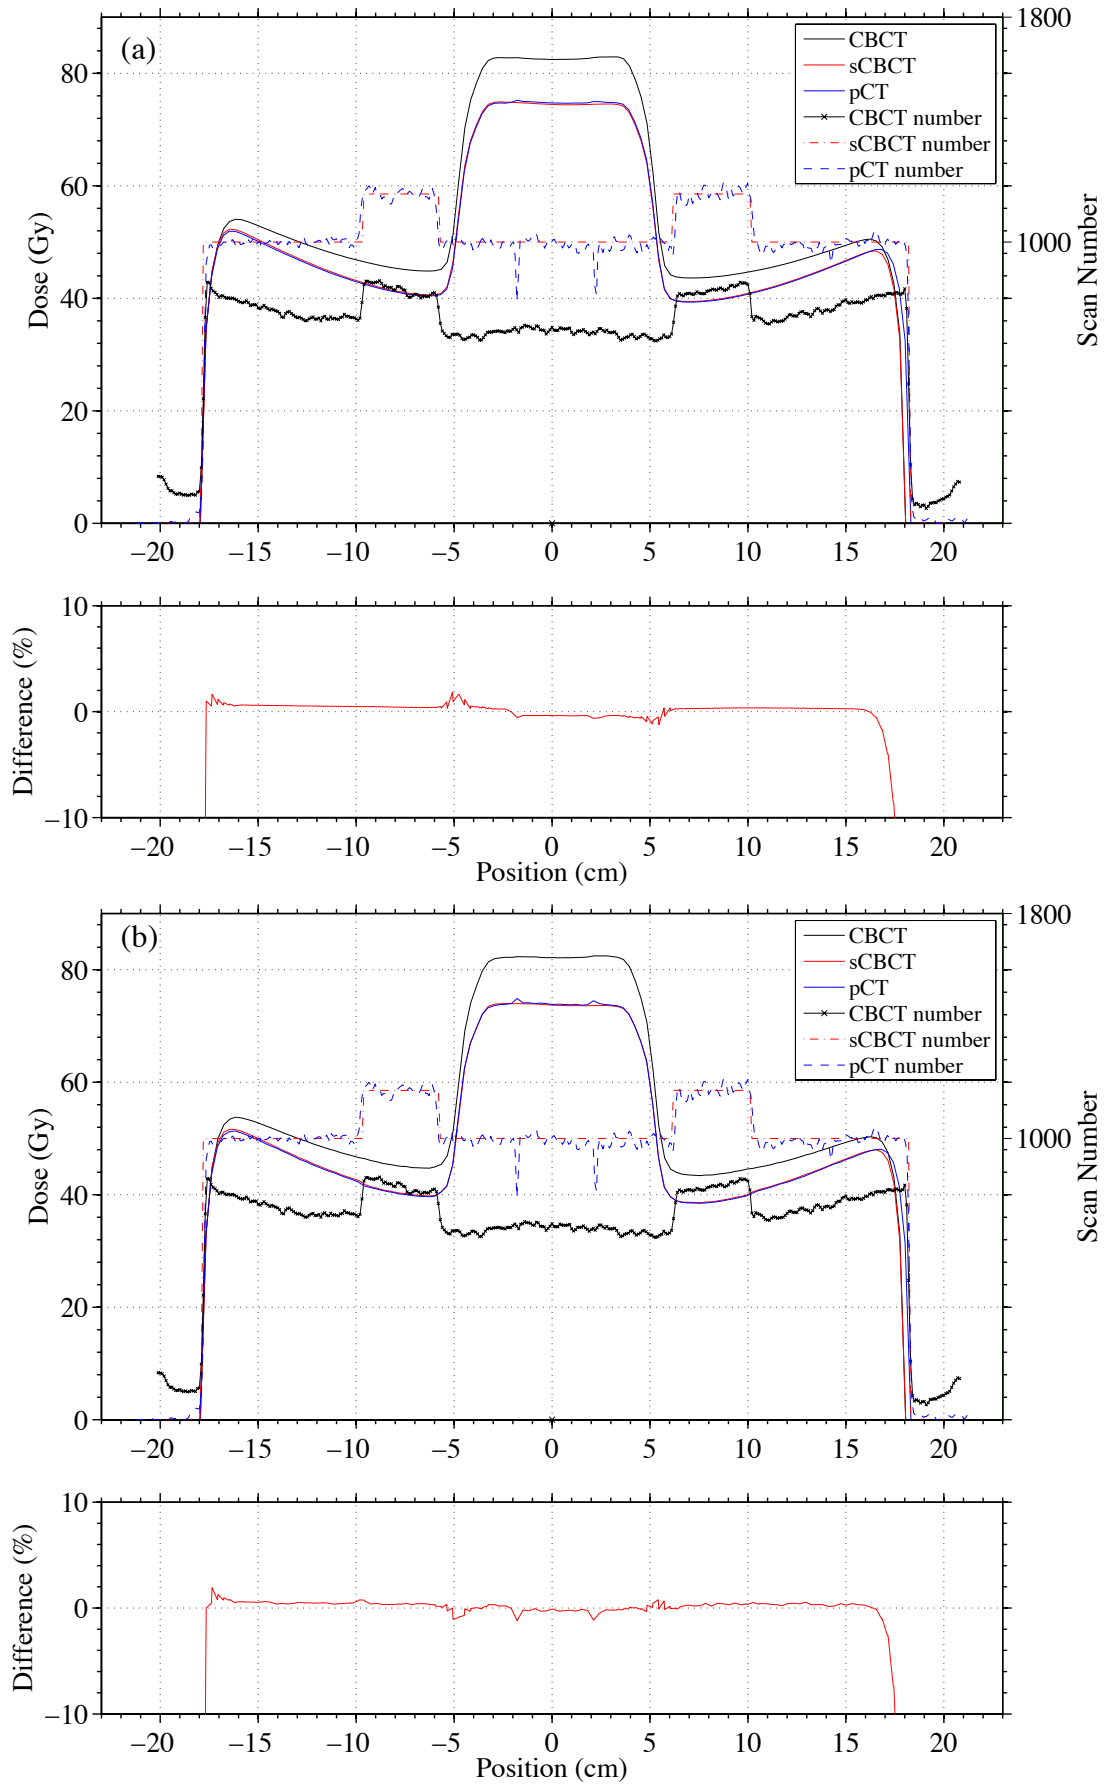 (a)
1800
CBCT
sCBCT
pCT
CBCT number
sCBCT number
pCT number
80
60
40
20
0
Dose (Gy)
1000
Scan Number
−20 −15 −10 −5 0 5 10 15 20
10
0
−10
Difference (%)
−20 −15 −10 −5 0 5 10 15 20
Position (cm)
(b)
1800
CBCT
sCBCT
pCT
CBCT number
sCBCT number
pCT number
80
60
40
20
0
Dose (Gy)
1000
Scan Number
−20 −15 −10 −5 0 5 10 15 20
10
0
−10
Difference (%)
−20 −15 −10 −5 0 5 10 15 20
Position (cm)